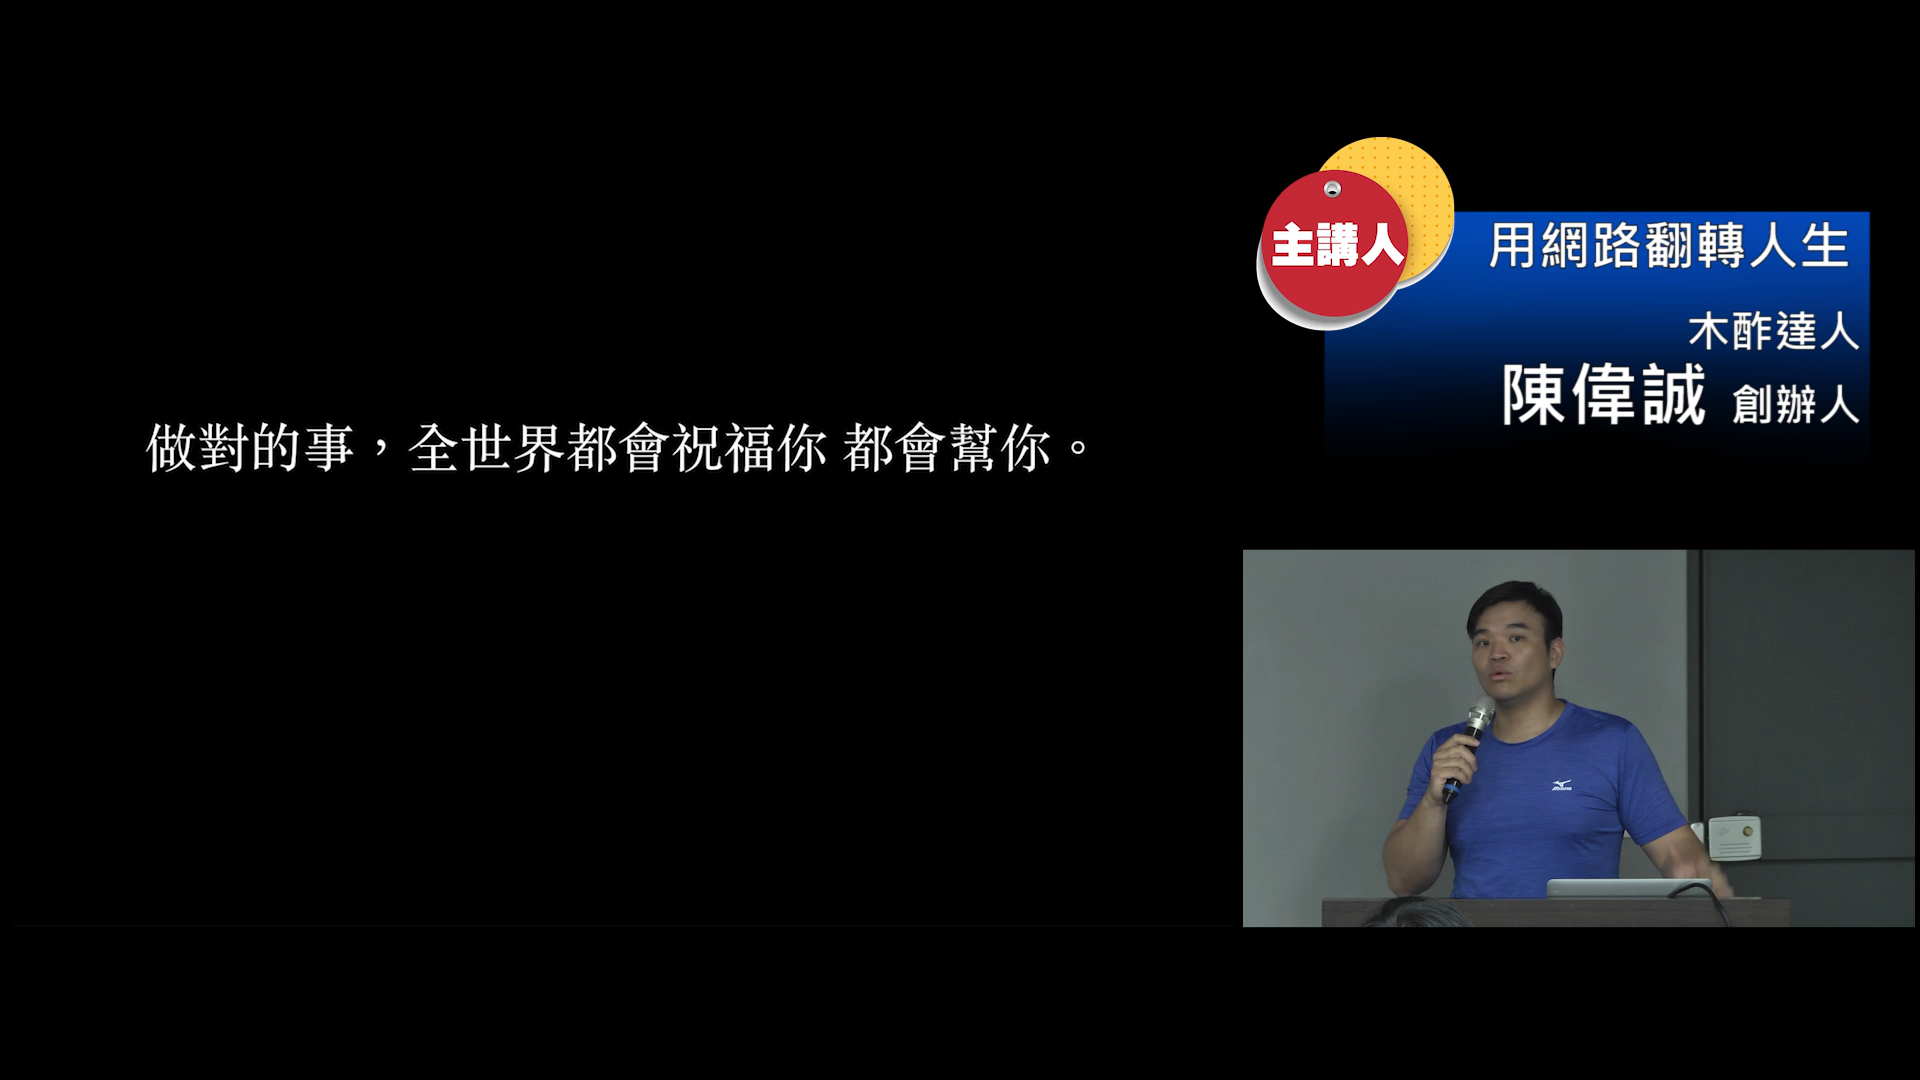 做對的事，全世界都會祝福你 都會幫你。
主講人
用網路翻轉人生
木酢達人
陳偉誠 創辦人